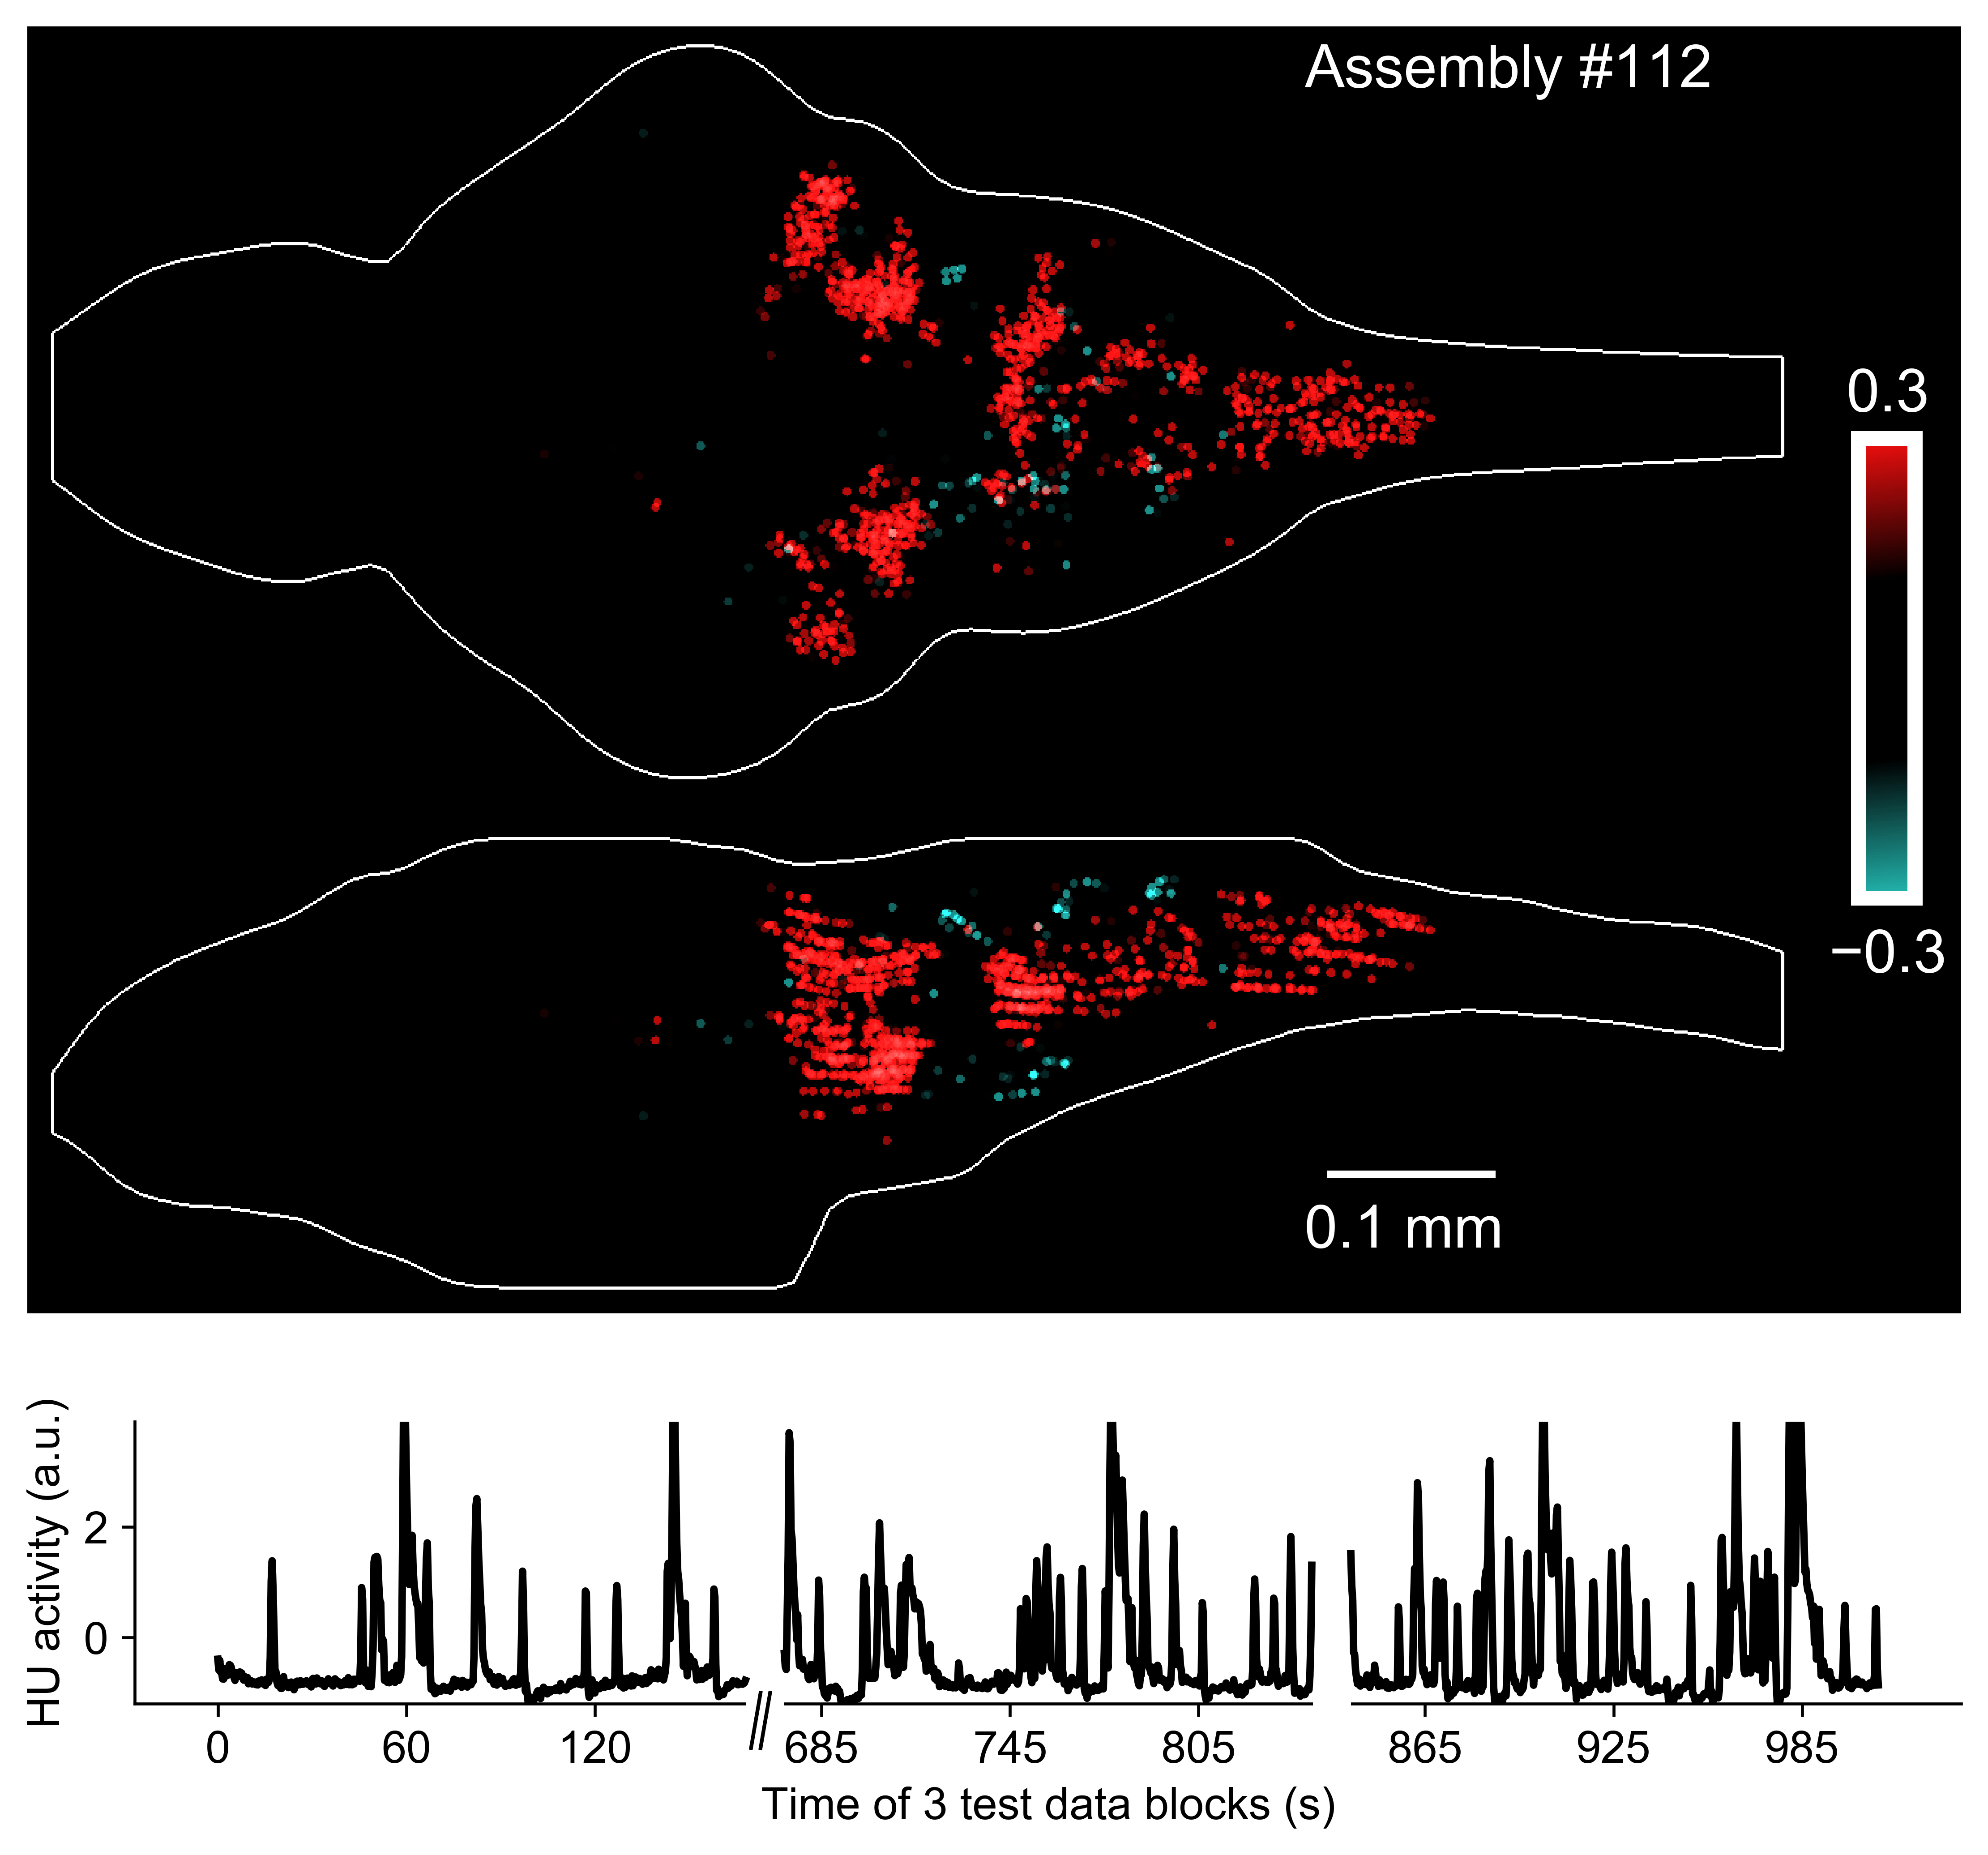 Assembly #112
0.3
−0.3
0.1 mm
HU activity (a.u.)
2
0
0 60 120 685 745 805 865 925 985
Time of 3 test data blocks (s)